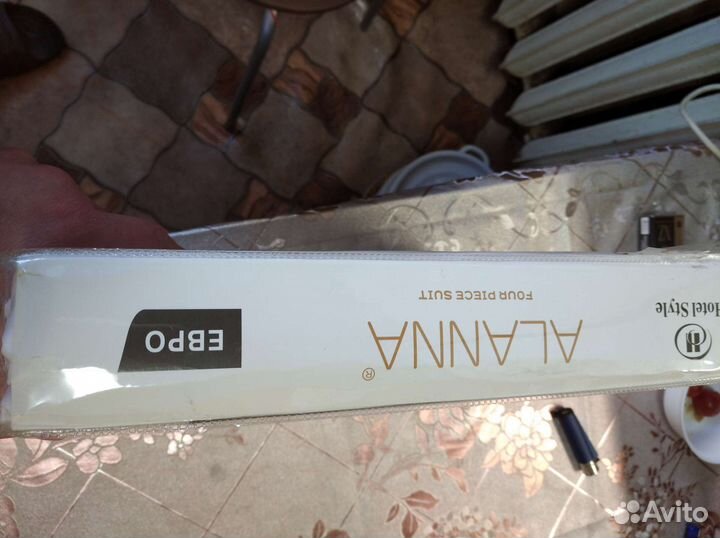 Hotel Style
ALANNA®
FOUR PIECE SUIT
ЕВРО
Avito